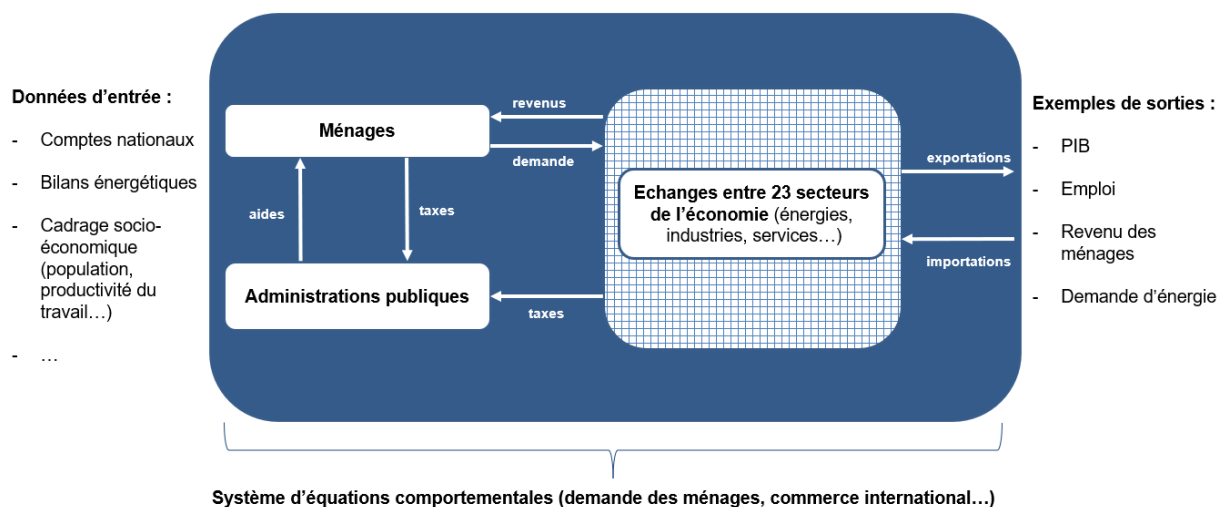 Données d'entrée :
- Comptes nationaux
- Bilans énergétiques
- Cadrage socio-
économique
(population,
productivité du
travail…)
- …
Ménages
revenus
demande
aides
taxes
Administrations publiques
taxes
Echanges entre 23 secteurs
de l'économie (énergies,
industries, services…)
exportations
importations
Exemples de sorties :
- PIB
- Emploi
- Revenu des
ménages
- Demande d'énergie
Système d'équations comportementales (demande des ménages, commerce international…)